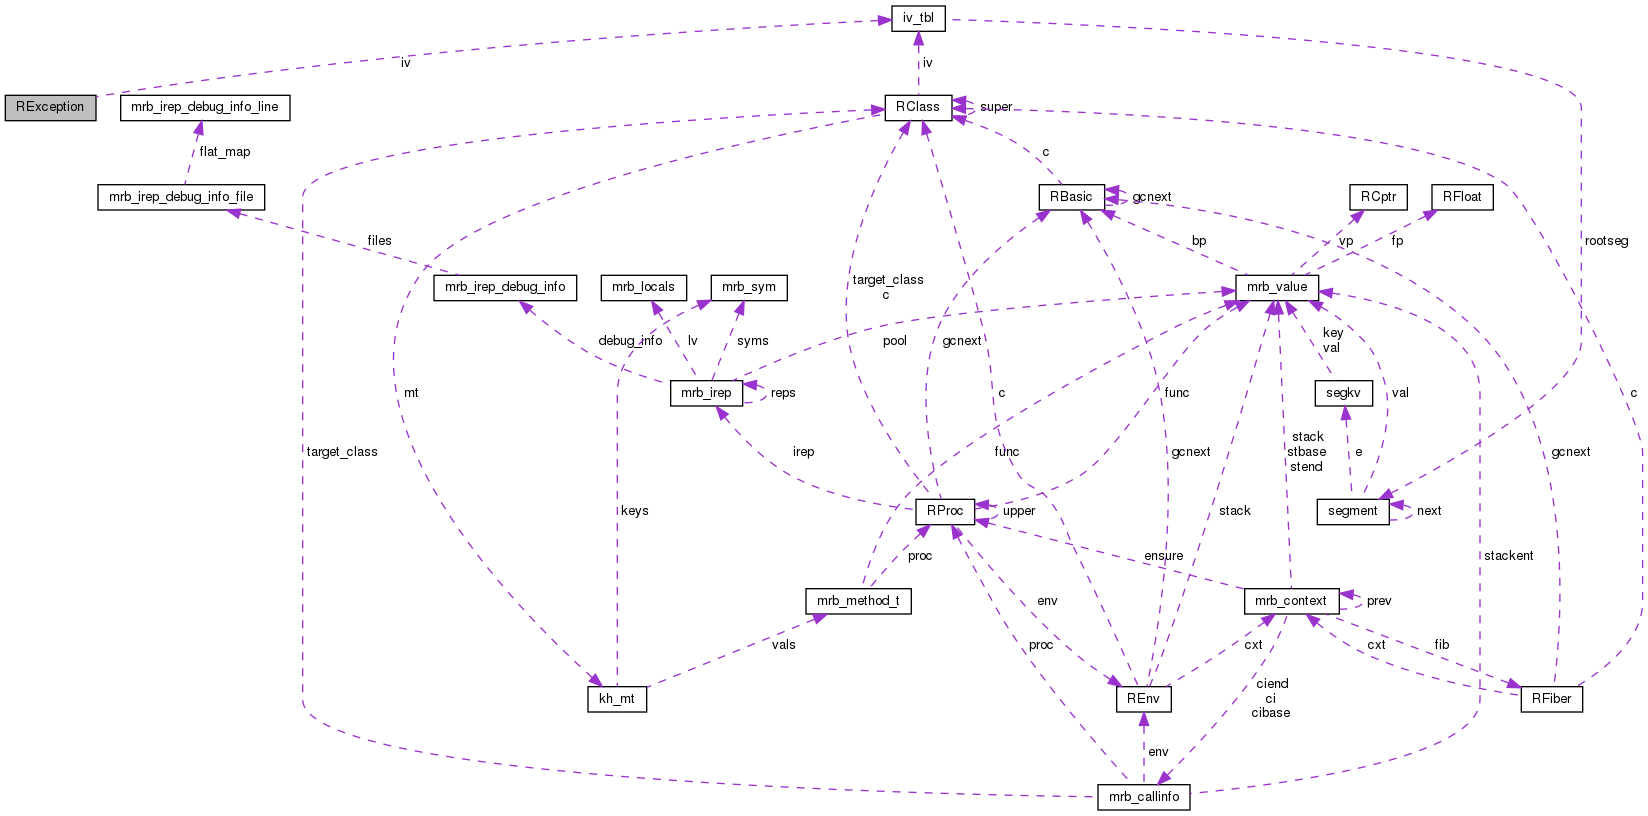 iv_tbl
iv
iv
RException
mrb_irep_debug_info_line
RClass
super
flat_map
c
mrb_irep_debug_info_file
RBasic
gcnext
RCptr
RFloat
files
bp
vp
fp
rootseg
target_class
c
mrb_irep_debug_info
mrb_locals
mrb_sym
mrb_value
debug_info
lv
syms
pool
gcnext
key
val
mt
mrb_irep
reps
c
func
segkv
val
c
target_class
irep
func
gcnext
stack
stbase
stend
e
gcnext
keys
RProc
upper
stack
segment
next
proc
ensure
stackent
mrb_method_t
env
mrb_context
prev
vals
proc
cxt
cxt
fib
kh_mt
REnv
ciend
ci
cibase
RFiber
env
mrb_callinfo